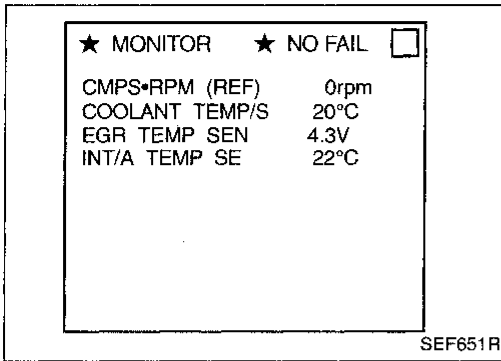 ★ MONITOR ★ NO FAIL
CMPS•RPM (REF) 0rpm
COOLANT TEMP/S 20°C
EGR TEMP SEN 4.3V
INT/A TEMP SE 22°C
SEF651R